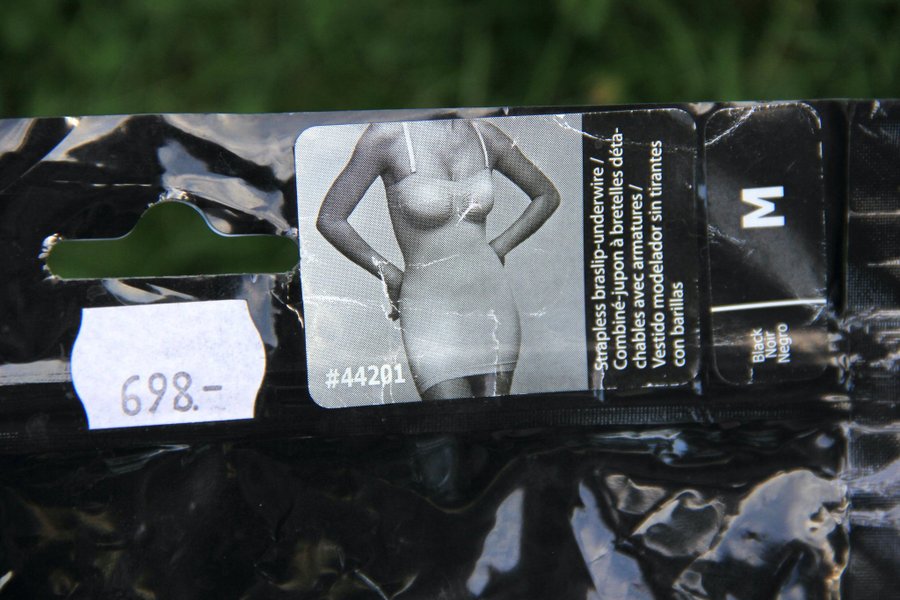 698.-
#44201
Strapless braslip-underwire /
Combiné-jupon à bretelles déta-
chables avec armatures /
Vestido modelador sin tirantes
con barillas
M
Black
Noir
Negro